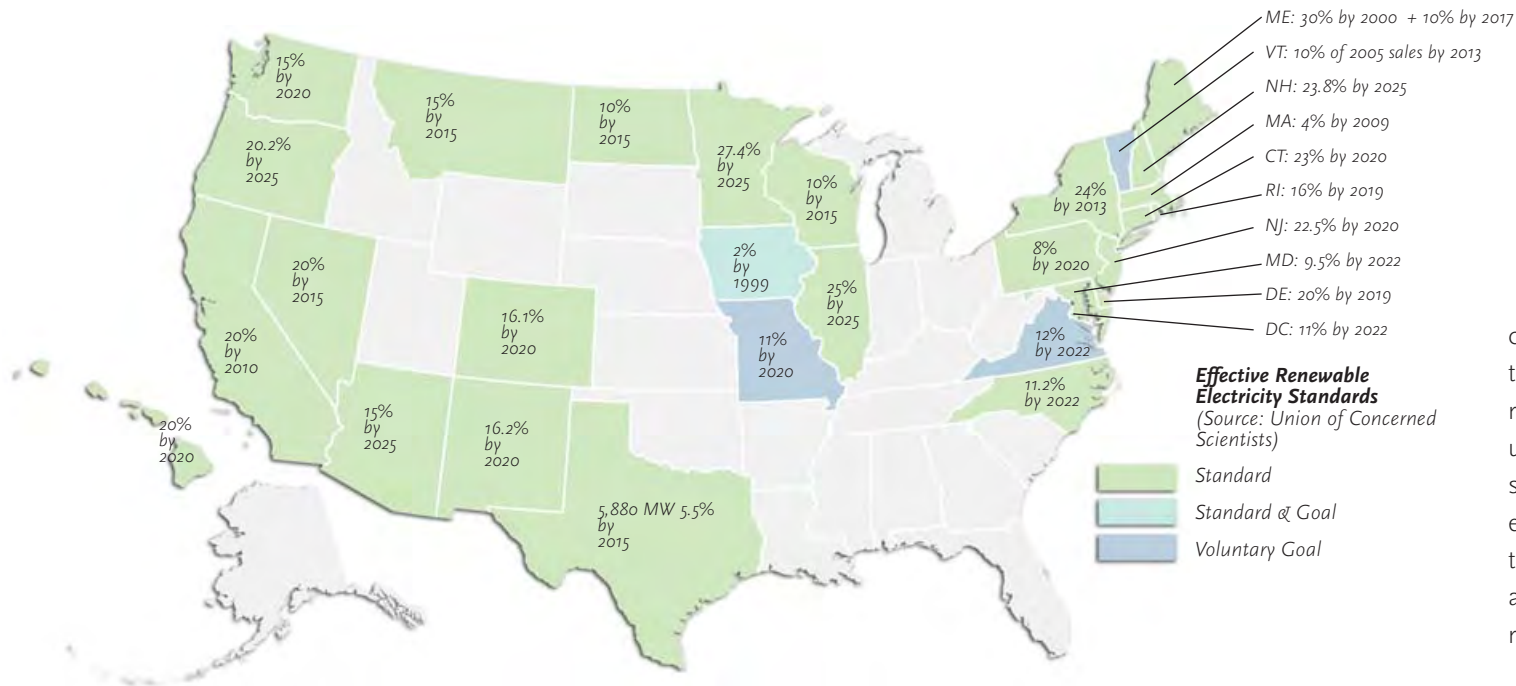 ME: 30% by 2000 + 10% by 2017
VT: 10% of 2005 sales by 2013
NH: 23.8% by 2025
MA: 4% by 2009
CT: 23% by 2020
RI: 16% by 2019
NJ: 22.5% by 2020
MD: 9.5% by 2022
DE: 20% by 2019
DC: 11% by 2022
15%
by
2020
15%
by
2015
10%
by
2015
27.4%
by
2025
10%
by
2015
20.2%
by
2025
24%
by 2013
8%
by 2020
2%
by
1999
20%
by
2015
25%
by
2025
16.1%
by
2020
11%
by
2020
12%
by 2022
20%
by
2010
11.2%
by 2022
15%
by
2025
16.2%
by
2020
20%
by
2020
5,880 MW 5.5%
by
2015
Effective Renewable
Electricity Standards
(Source: Union of Concerned
Scientists)
Standard
Standard & Goal
Voluntary Goal